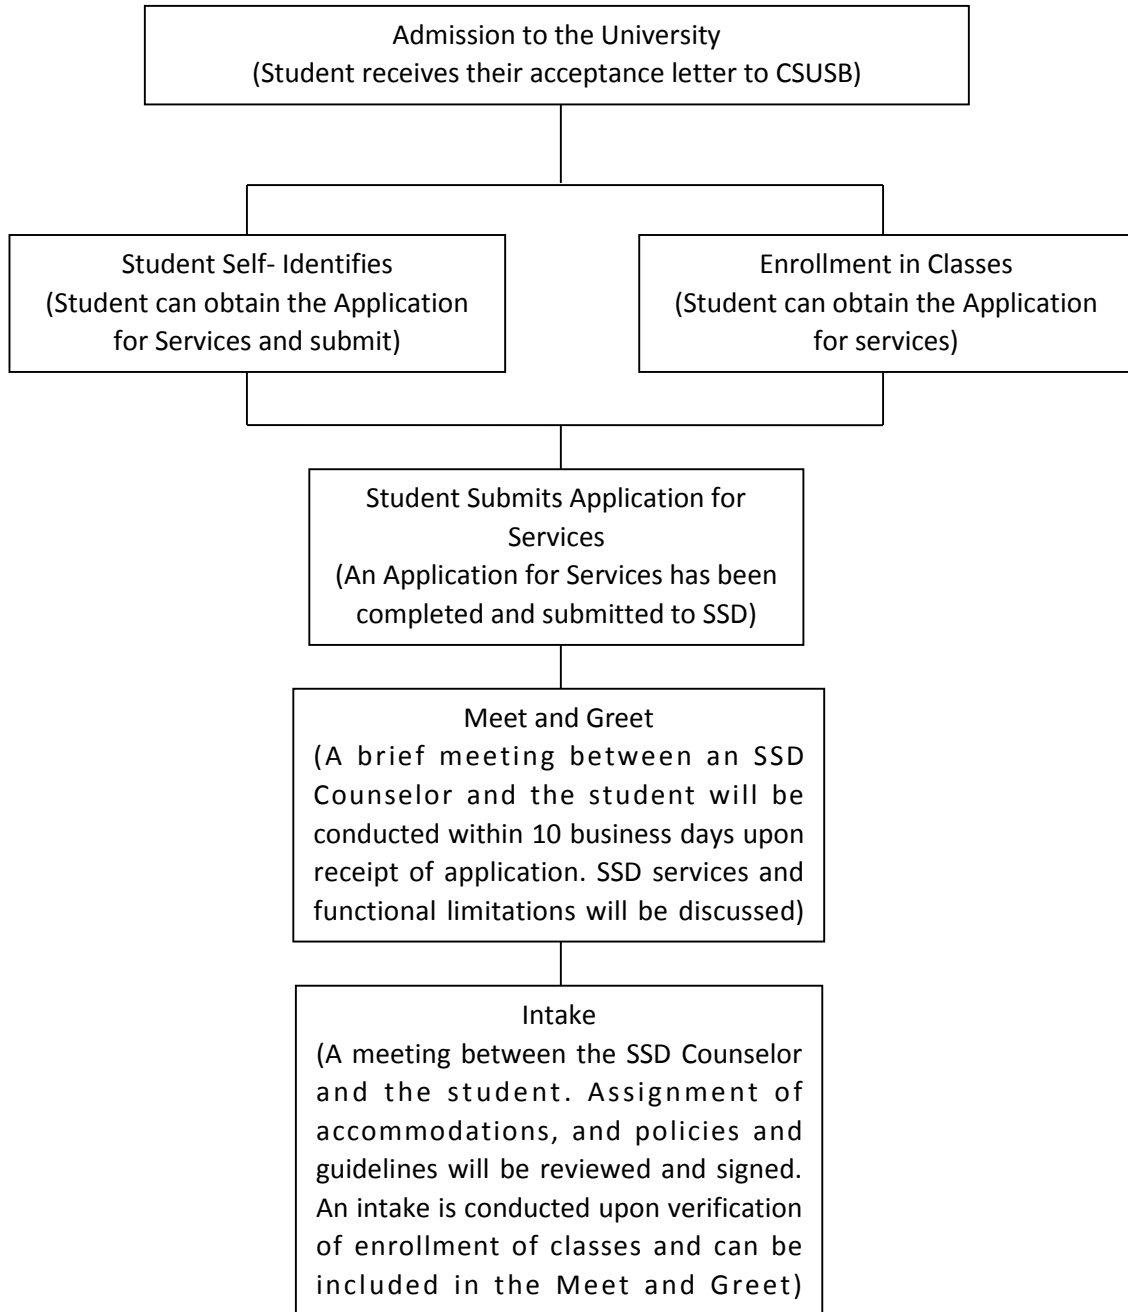 Admission to the University
(Student receives their acceptance letter to CSUSB)
Student Self- Identifies
(Student can obtain the Application
for Services and submit)
Enrollment in Classes
(Student can obtain the Application
for services)
Student Submits Application for
Services
(An Application for Services has been
completed and submitted to SSD)
Meet and Greet
(A brief meeting between an SSD
Counselor and the student will be
conducted within 10 business days upon
receipt of application. SSD services and
functional limitations will be discussed)
Intake
(A meeting between the SSD Counselor
and the student. Assignment of
accommodations, and policies and
guidelines will be reviewed and signed.
An intake is conducted upon verification
of enrollment of classes and can be
included in the Meet and Greet)